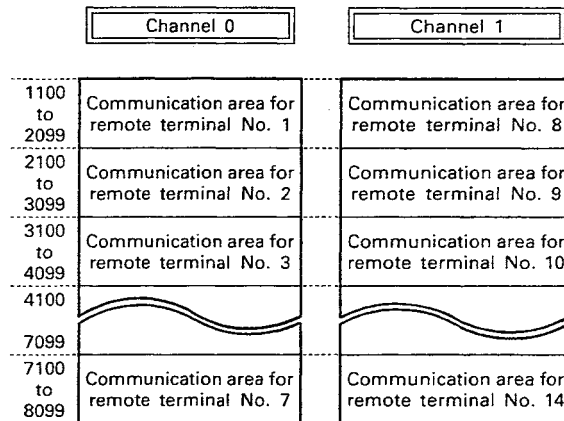 Channel 0 Channel 1
1100
to
2099
Communication area for
remote terminal No. 1
Communication area for
remote terminal No. 8
2100
to
3099
Communication area for
remote terminal No. 2
Communication area for
remote terminal No. 9
3100
to
4099
Communication area for
remote terminal No. 3
Communication area for
remote terminal No. 10
4100
7099
7100
to
8099
Communication area for
remote terminal No. 7
Communication area for
remote terminal No. 14